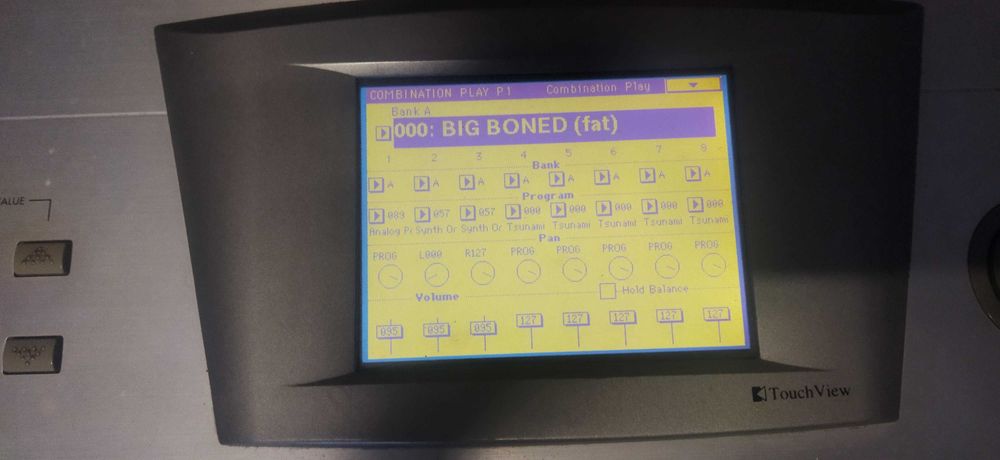 COMBINATION PLAY P1 Combination Play
Bank A
000: BIG BONED (fat)
1 2 3 4 5 6 7 8
Bank
A A A A A A A A
Program
083 057 057 000 000 000 000 000
Analog P Synth Or Synth Or Tsunami Tsunami Tsunami Tsunami Tsunami
Pan
PROG L000 R127 PROG PROG PROG PROG PROG
Volume
Hold Balance
095 095 095 127 127 127 127 127
VALUE
TouchView